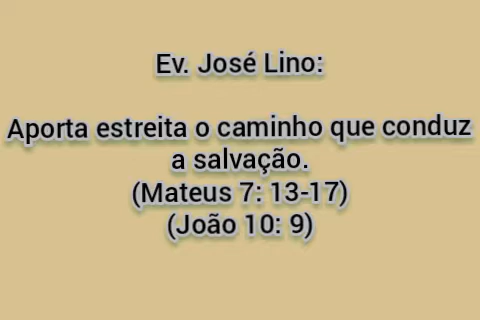 Ev. José Lino:
Aporta estreita o caminho que conduz
a salvação.
(Mateus 7: 13-17)
(João 10: 9)